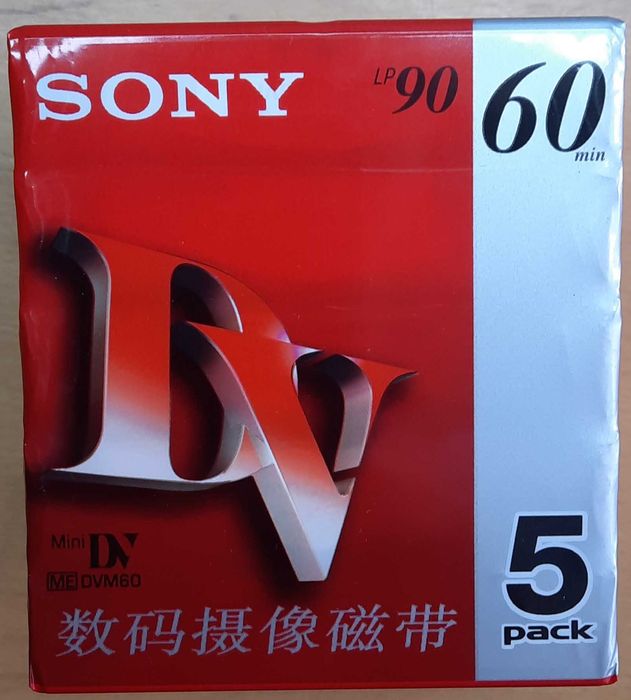 SONY
LP90
60
min
DV
Mini DV
ME DVM60
数码摄像磁带
5
pack